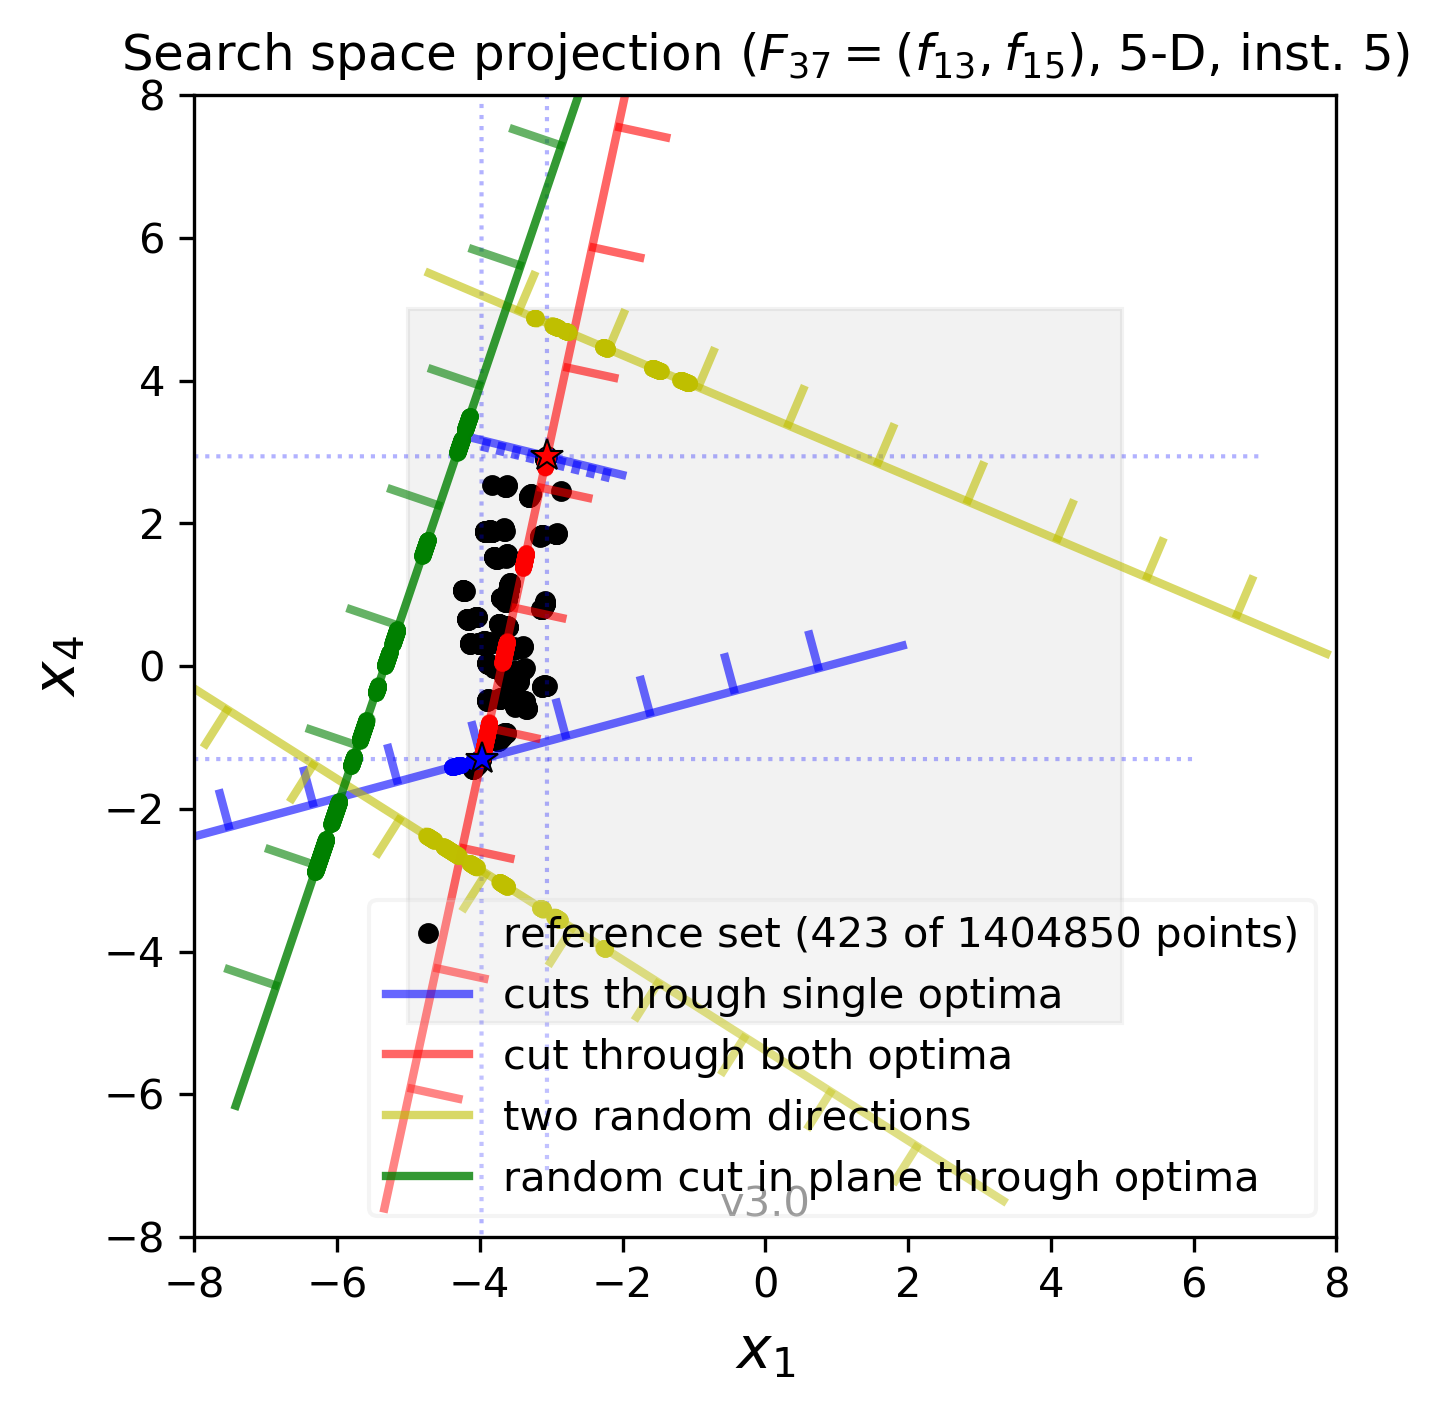 Search space projection (F37 = (f13, f15), 5-D, inst. 5)
8
6
4
2
0
−2
−4
−6
−8
x4
reference set (423 of 1404850 points)
cuts through single optima
cut through both optima
two random directions
random cut in plane through optima
v3.0
−8 −6 −4 −2 0 2 4 6 8
x1